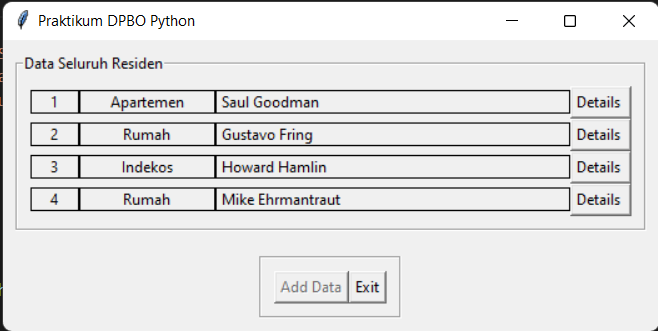 Praktikum DPBO Python
Data Seluruh Residen
1 Apartemen Saul Goodman Details
2 Rumah Gustavo Fring Details
3 Indekos Howard Hamlin Details
4 Rumah Mike Ehrmantraut Details
Add Data Exit